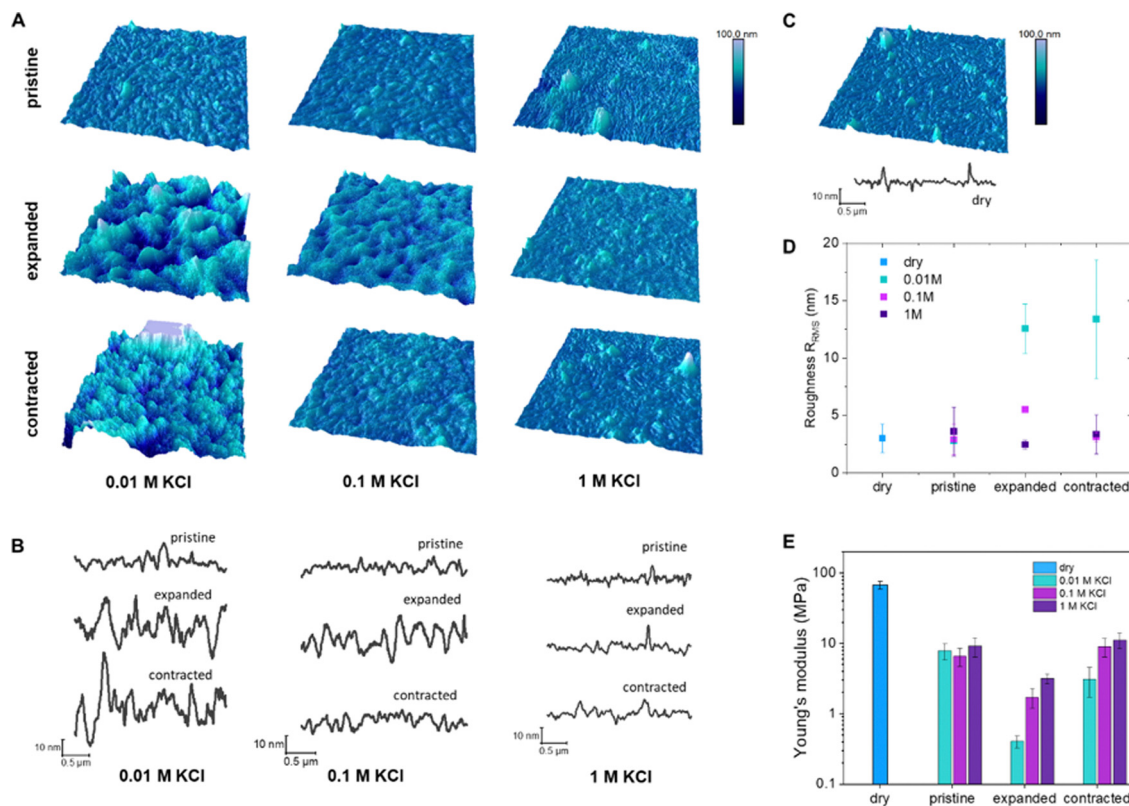 A
pristine
100.0 nm
expanded
contracted
0.01 M KCl
0.1 M KCl
1 M KCl
B
pristine
expanded
contracted
10 nm
0.5 µm
0.01 M KCl
pristine
expanded
contracted
10 nm
0.5 µm
0.1 M KCl
pristine
expanded
contracted
10 nm
0.5 µm
1 M KCl
C
100.0 nm
10 nm
0.5 µm
dry
D
Roughness R_RMS (nm)
20
15
10
5
0
dry
0.01M
0.1M
1M
dry
pristine
expanded
contracted
E
Young's modulus (MPa)
100
10
1
0.1
dry
0.01 M KCl
0.1 M KCl
1 M KCl
dry
pristine
expanded
contracted